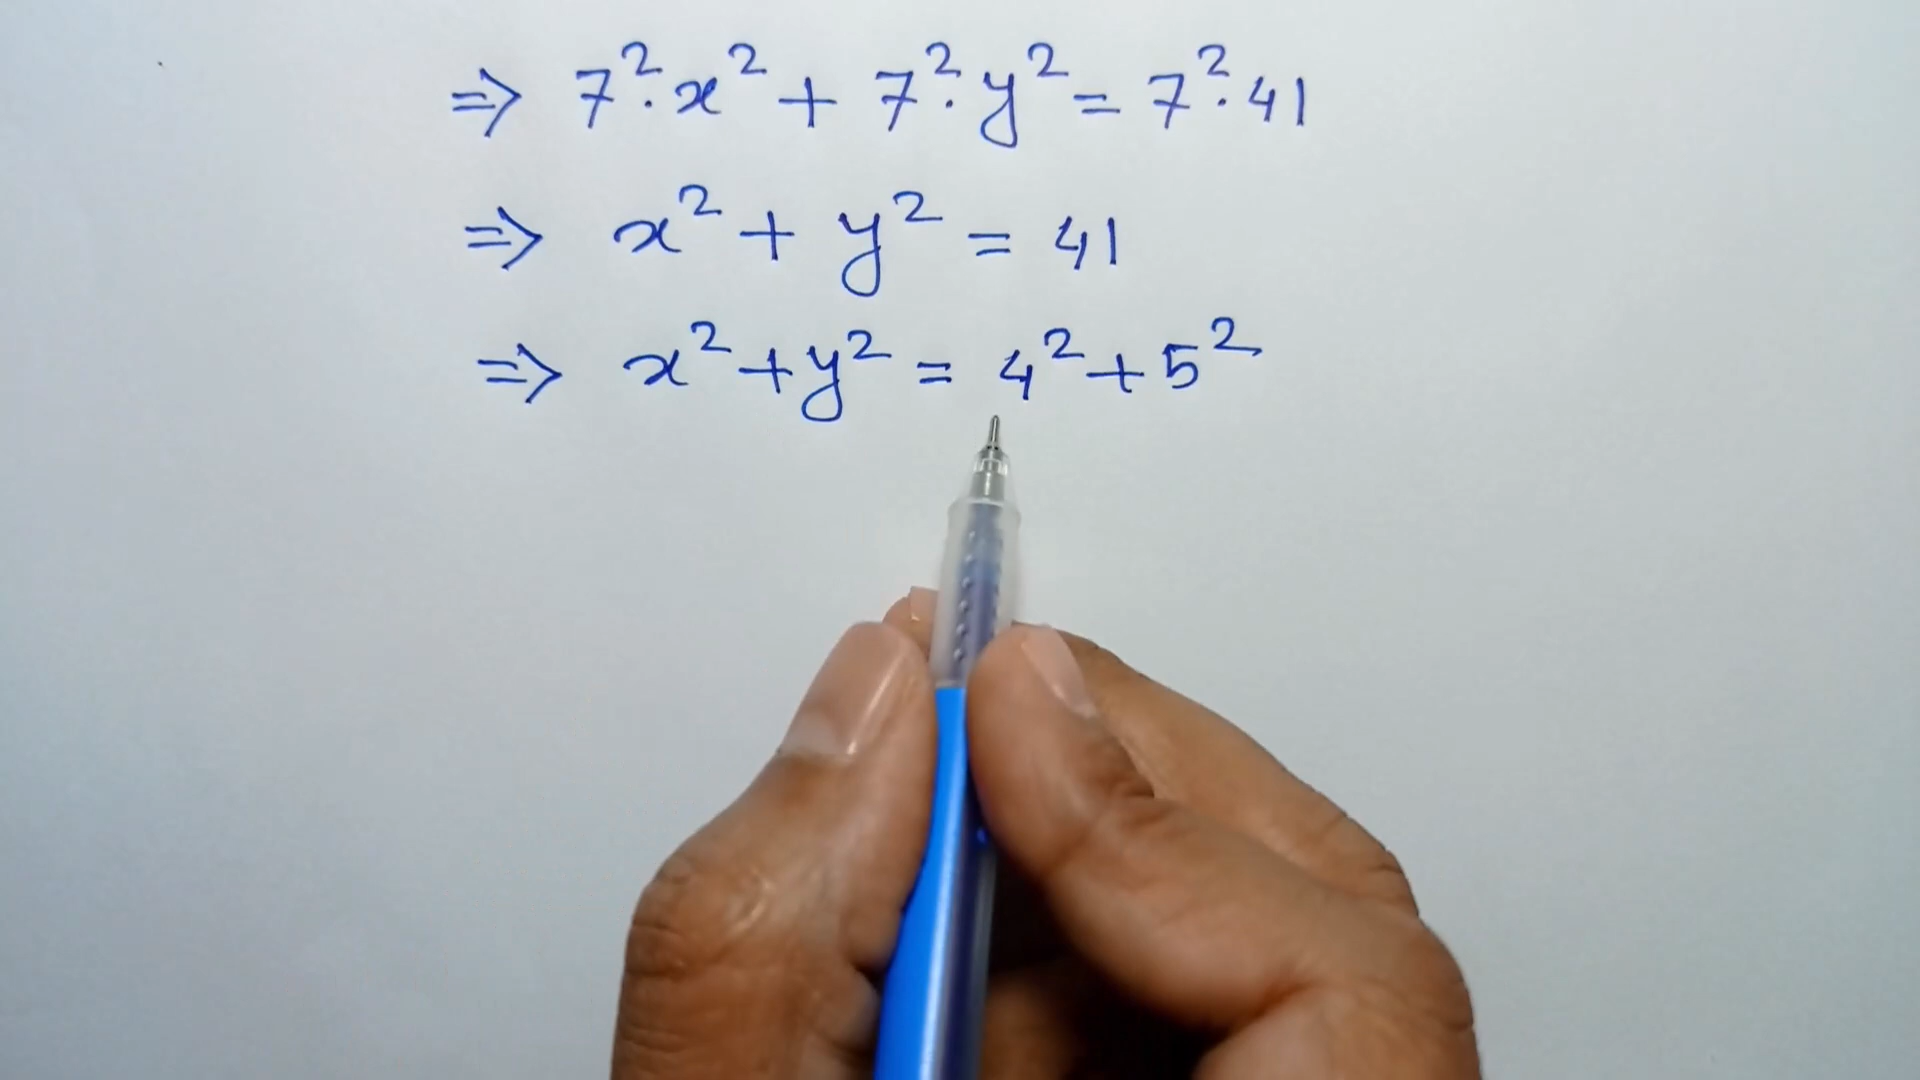 ⇒ 7²·x² + 7²·y² = 7²·41
⇒ x² + y² = 41
⇒ x² + y² = 4² + 5²